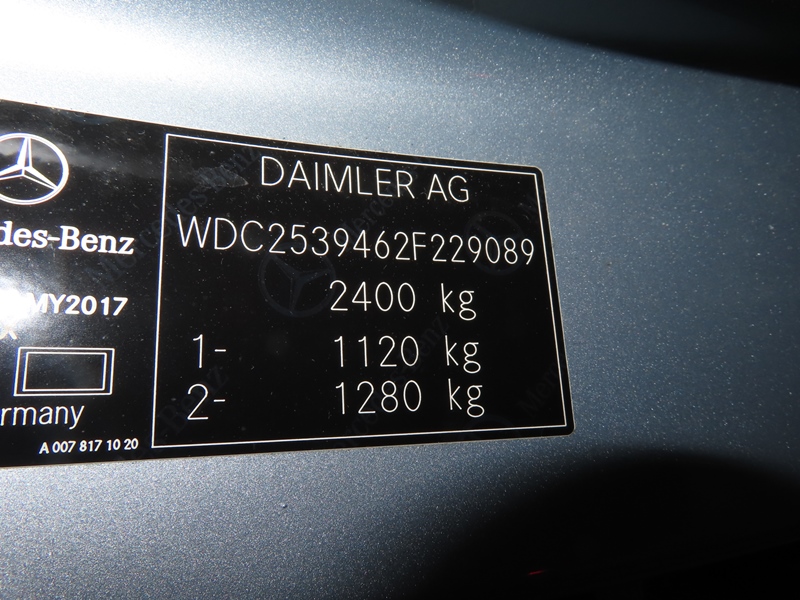 des-Benz
MY2017
rmany
A 007 817 10 20
DAIMLER AG
WDC2539462F229089
2400 kg
1- 1120 kg
2- 1280 kg